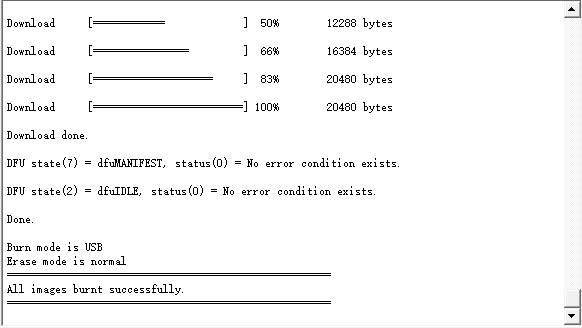 Download [============ ] 50% 12288 bytes
Download [================ ] 66% 16384 bytes
Download [==================== ] 83% 20480 bytes
Download [=========================] 100% 20480 bytes
Download done.
DFU state(7) = dfuMANIFEST, status(0) = No error condition exists.
DFU state(2) = dfuIDLE, status(0) = No error condition exists.
Done.
Burn mode is USB
Erase mode is normal
======================================================
All images burnt successfully.
======================================================